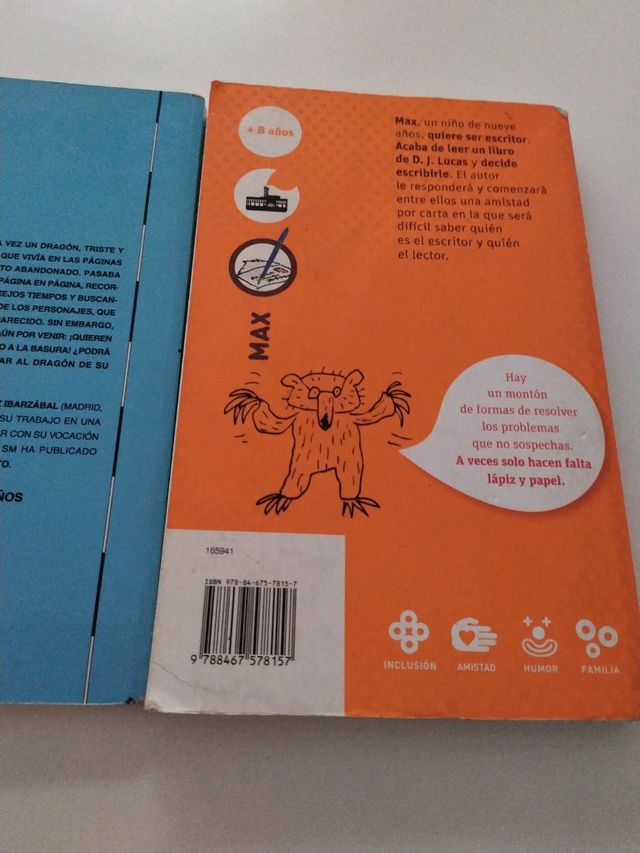 A VEZ UN DRAGÓN, TRISTE Y
QUE VIVÍA EN LAS PÁGINAS
TO ABANDONADO. PASABA
PÁGINA EN PÁGINA, RECOR-
EJOS TIEMPOS Y BUSCAN-
DE LOS PERSONAJES, QUE
PARECIDO. SIN EMBARGO,
AÚN POR VENIR: ¡QUIEREN
O A LA BASURA! ¿PODRÁ
AR AL DRAGÓN DE SU
Z IBARZÁBAL (MADRID,
SU TRABAJO EN UNA
R CON SU VOCACIÓN
SM HA PUBLICADO
TO.
ÑOS
+ 8 años
MAX
Max, un niño de nueve
años, quiere ser escritor.
Acaba de leer un libro
de D. J. Lucas y decide
escribirle. El autor
le responderá y comenzará
entre ellos una amistad
por carta en la que será
difícil saber quién
es el escritor y quién
el lector.
Hay
un montón
de formas de resolver
los problemas
que no sospechas.
A veces solo hacen falta
lápiz y papel.
165941
ISBN 978-84-675-7815-7
9 788467 578157
INCLUSIÓN
AMISTAD
HUMOR
FAMILIA